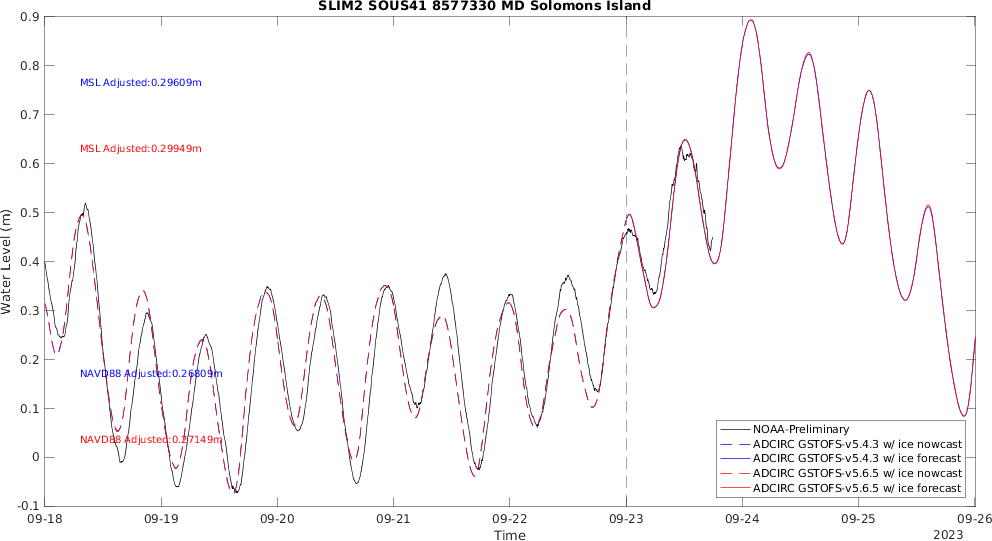 SLIM2 SOUS41 8577330 MD Solomons Island
0.9
0.8
0.7
0.6
0.5
0.4
0.3
0.2
0.1
0
-0.1
Water Level (m)
MSL Adjusted:0.29609m
MSL Adjusted:0.29949m
NAVD88 Adjusted:0.26809m
NAVD88 Adjusted:0.27149m
NOAA-Preliminary
ADCIRC GSTOFS-v5.4.3 w/ ice nowcast
ADCIRC GSTOFS-v5.4.3 w/ ice forecast
ADCIRC GSTOFS-v5.6.5 w/ ice nowcast
ADCIRC GSTOFS-v5.6.5 w/ ice forecast
09-18 09-19 09-20 09-21 09-22 09-23 09-24 09-25 09-26
Time
2023